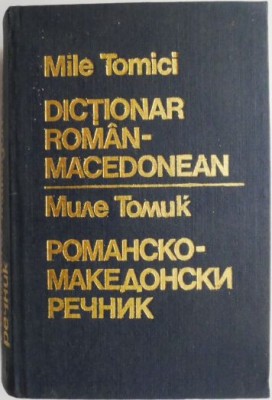 Mile Tomici
DICȚIONAR
ROMÂN-
MACEDONEAN
Миле Томиќ
РОМАНСКО-
МАКЕДОНСКИ
РЕЧНИК